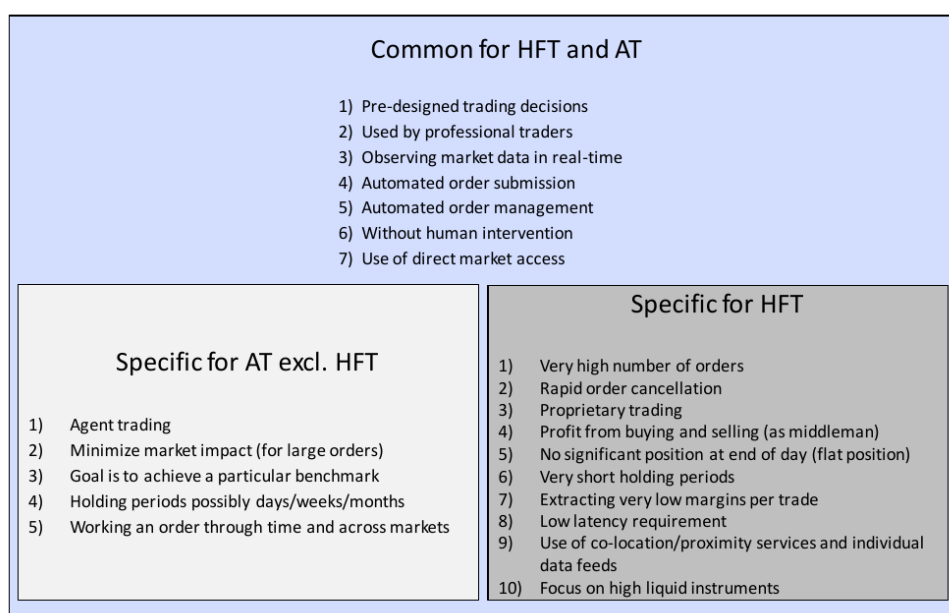 Common for HFT and AT
1) Pre-designed trading decisions
2) Used by professional traders
3) Observing market data in real-time
4) Automated order submission
5) Automated order management
6) Without human intervention
7) Use of direct market access
Specific for AT excl. HFT
1) Agent trading
2) Minimize market impact (for large orders)
3) Goal is to achieve a particular benchmark
4) Holding periods possibly days/weeks/months
5) Working an order through time and across markets
Specific for HFT
1) Very high number of orders
2) Rapid order cancellation
3) Proprietary trading
4) Profit from buying and selling (as middleman)
5) No significant position at end of day (flat position)
6) Very short holding periods
7) Extracting very low margins per trade
8) Low latency requirement
9) Use of co-location/proximity services and individual
data feeds
10) Focus on high liquid instruments